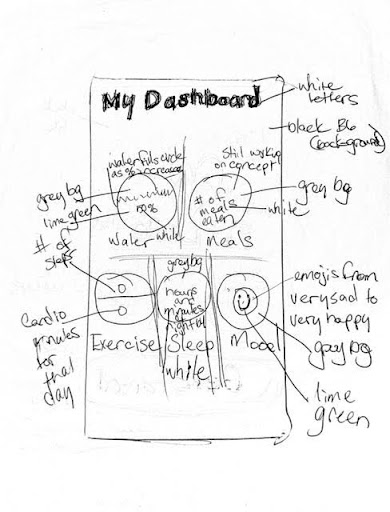 My Dashboard
white
letters
black BG
(background)
water fills circle
as % increases
50%
grey bg
lime green
white
Water
still working
on concept!
# of
meals
eaten
grey bg
white
Meals
# of
steps
0
0
Cardio
minutes
for
that
day
Exercise
grey bg
hours
and
minutes
Sleep
white
emojis from
very sad to
very happy
grey bg
lime
green
Mood